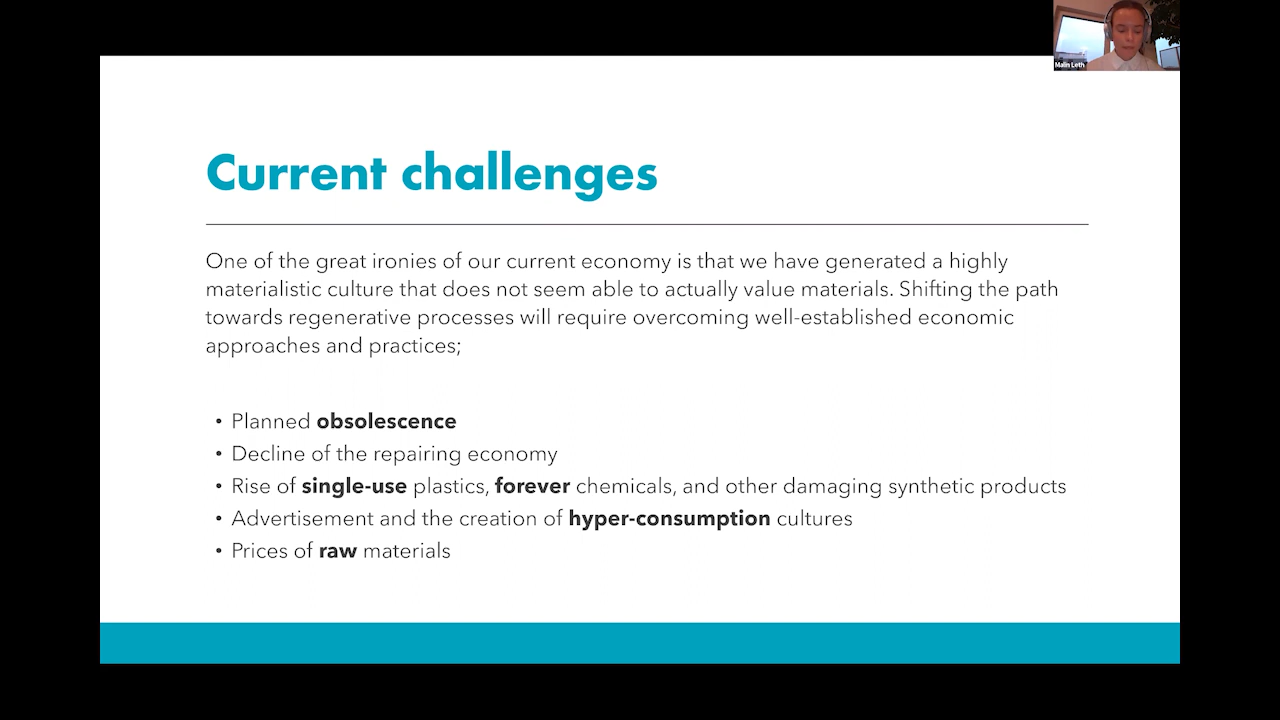 Malin Leth
Current challenges
One of the great ironies of our current economy is that we have generated a highly
materialistic culture that does not seem able to actually value materials. Shifting the path
towards regenerative processes will require overcoming well-established economic
approaches and practices;
• Planned obsolescence
• Decline of the repairing economy
• Rise of single-use plastics, forever chemicals, and other damaging synthetic products
• Advertisement and the creation of hyper-consumption cultures
• Prices of raw materials